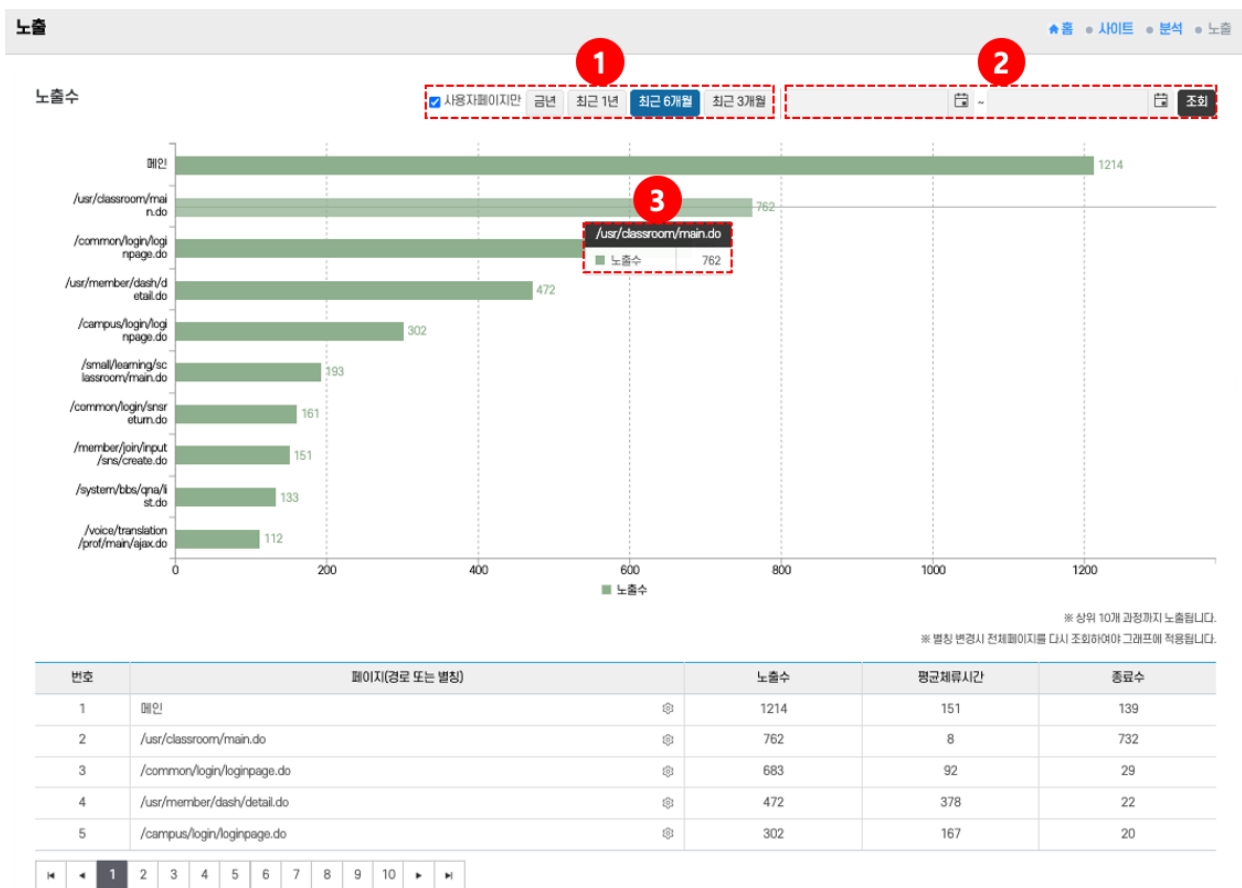 노출
홈 사이트 분석 노출
1
2
노출수
사용자페이지만 금년 최근 1년 최근 6개월 최근 3개월
~ 조회
메인
1214
/usr/classroom/mai
n.do
762
3
/usr/classroom/main.do
노출수 762
/common/login/logi
npage.do
/usr/member/dash/d
etail.do
472
/campus/login/logi
npage.do
302
/small/learning/sc
lassroom/main.do
193
/common/login/snsr
eturn.do
161
/member/join/input
/sns/create.do
151
/system/bbs/qna/li
st.do
133
/voice/translation
/prof/main/ajax.do
112
0 200 400 600 800 1000 1200
노출수
※ 상위 10개 과정까지 노출됩니다.
※ 별칭 변경시 전체페이지를 다시 조회하여야 그래프에 적용됩니다.
번호 페이지(경로 또는 별칭) 노출수 평균체류시간 종료수
1 메인 1214 151 139
2 /usr/classroom/main.do 762 8 732
3 /common/login/loginpage.do 683 92 29
4 /usr/member/dash/detail.do 472 378 22
5 /campus/login/loginpage.do 302 167 20
1 2 3 4 5 6 7 8 9 10